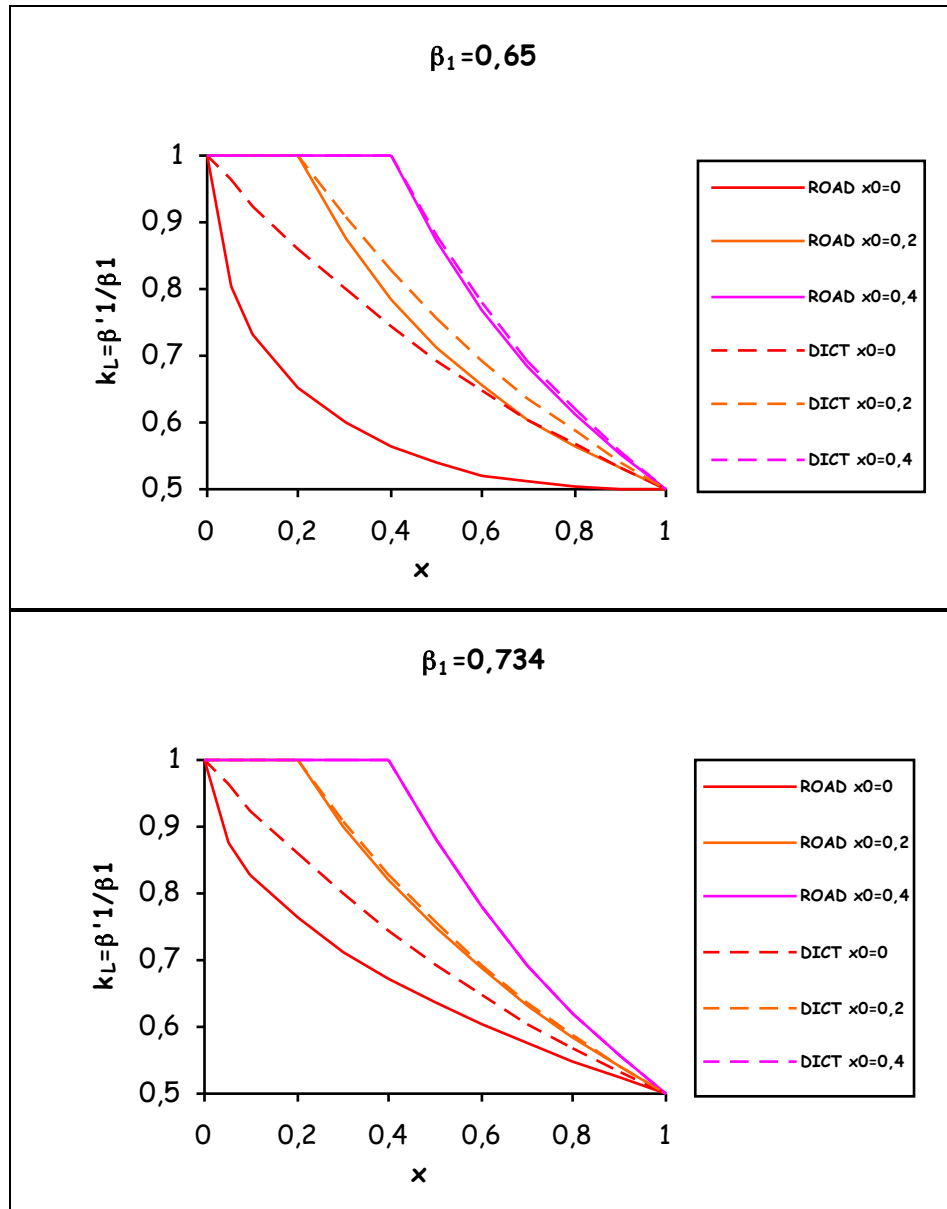 β₁=0,65
k_L=β'1/β1
1
0,9
0,8
0,7
0,6
0,5
0 0,2 0,4 0,6 0,8 1
x
ROAD x0=0
ROAD x0=0,2
ROAD x0=0,4
DICT x0=0
DICT x0=0,2
DICT x0=0,4
β₁=0,734
k_L=β'1/β1
1
0,9
0,8
0,7
0,6
0,5
0 0,2 0,4 0,6 0,8 1
x
ROAD x0=0
ROAD x0=0,2
ROAD x0=0,4
DICT x0=0
DICT x0=0,2
DICT x0=0,4